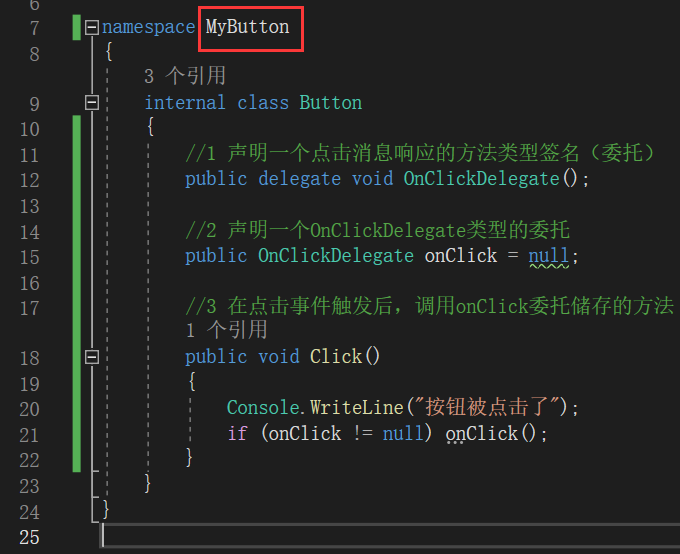 6
7 namespace MyButton
8 {
3 个引用
9 internal class Button
10 {
11 //1 声明一个点击消息响应的方法类型签名（委托）
12 public delegate void OnClickDelegate();
13
14 //2 声明一个OnClickDelegate类型的委托
15 public OnClickDelegate onClick = null;
16
17 //3 在点击事件触发后，调用onClick委托储存的方法
1 个引用
18 public void Click()
19 {
20 Console.WriteLine("按钮被点击了");
21 if (onClick != null) onClick();
22 }
23 }
24 }
25